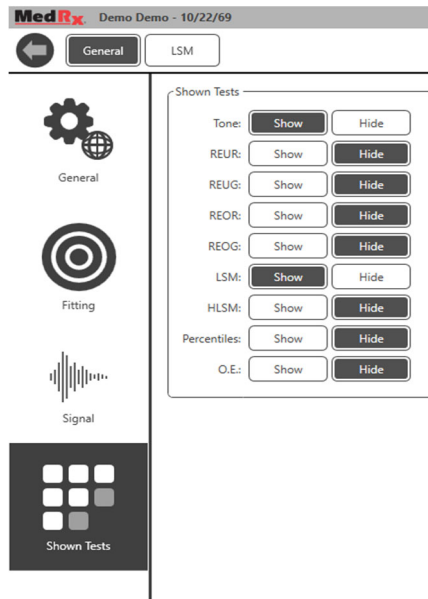 MedRx Demo Demo - 10/22/69
General LSM
General
Fitting
Signal
Shown Tests
Shown Tests
Tone: Show Hide
REUR: Show Hide
REUG: Show Hide
REOR: Show Hide
REOG: Show Hide
LSM: Show Hide
HLSM: Show Hide
Percentiles: Show Hide
O.E.: Show Hide